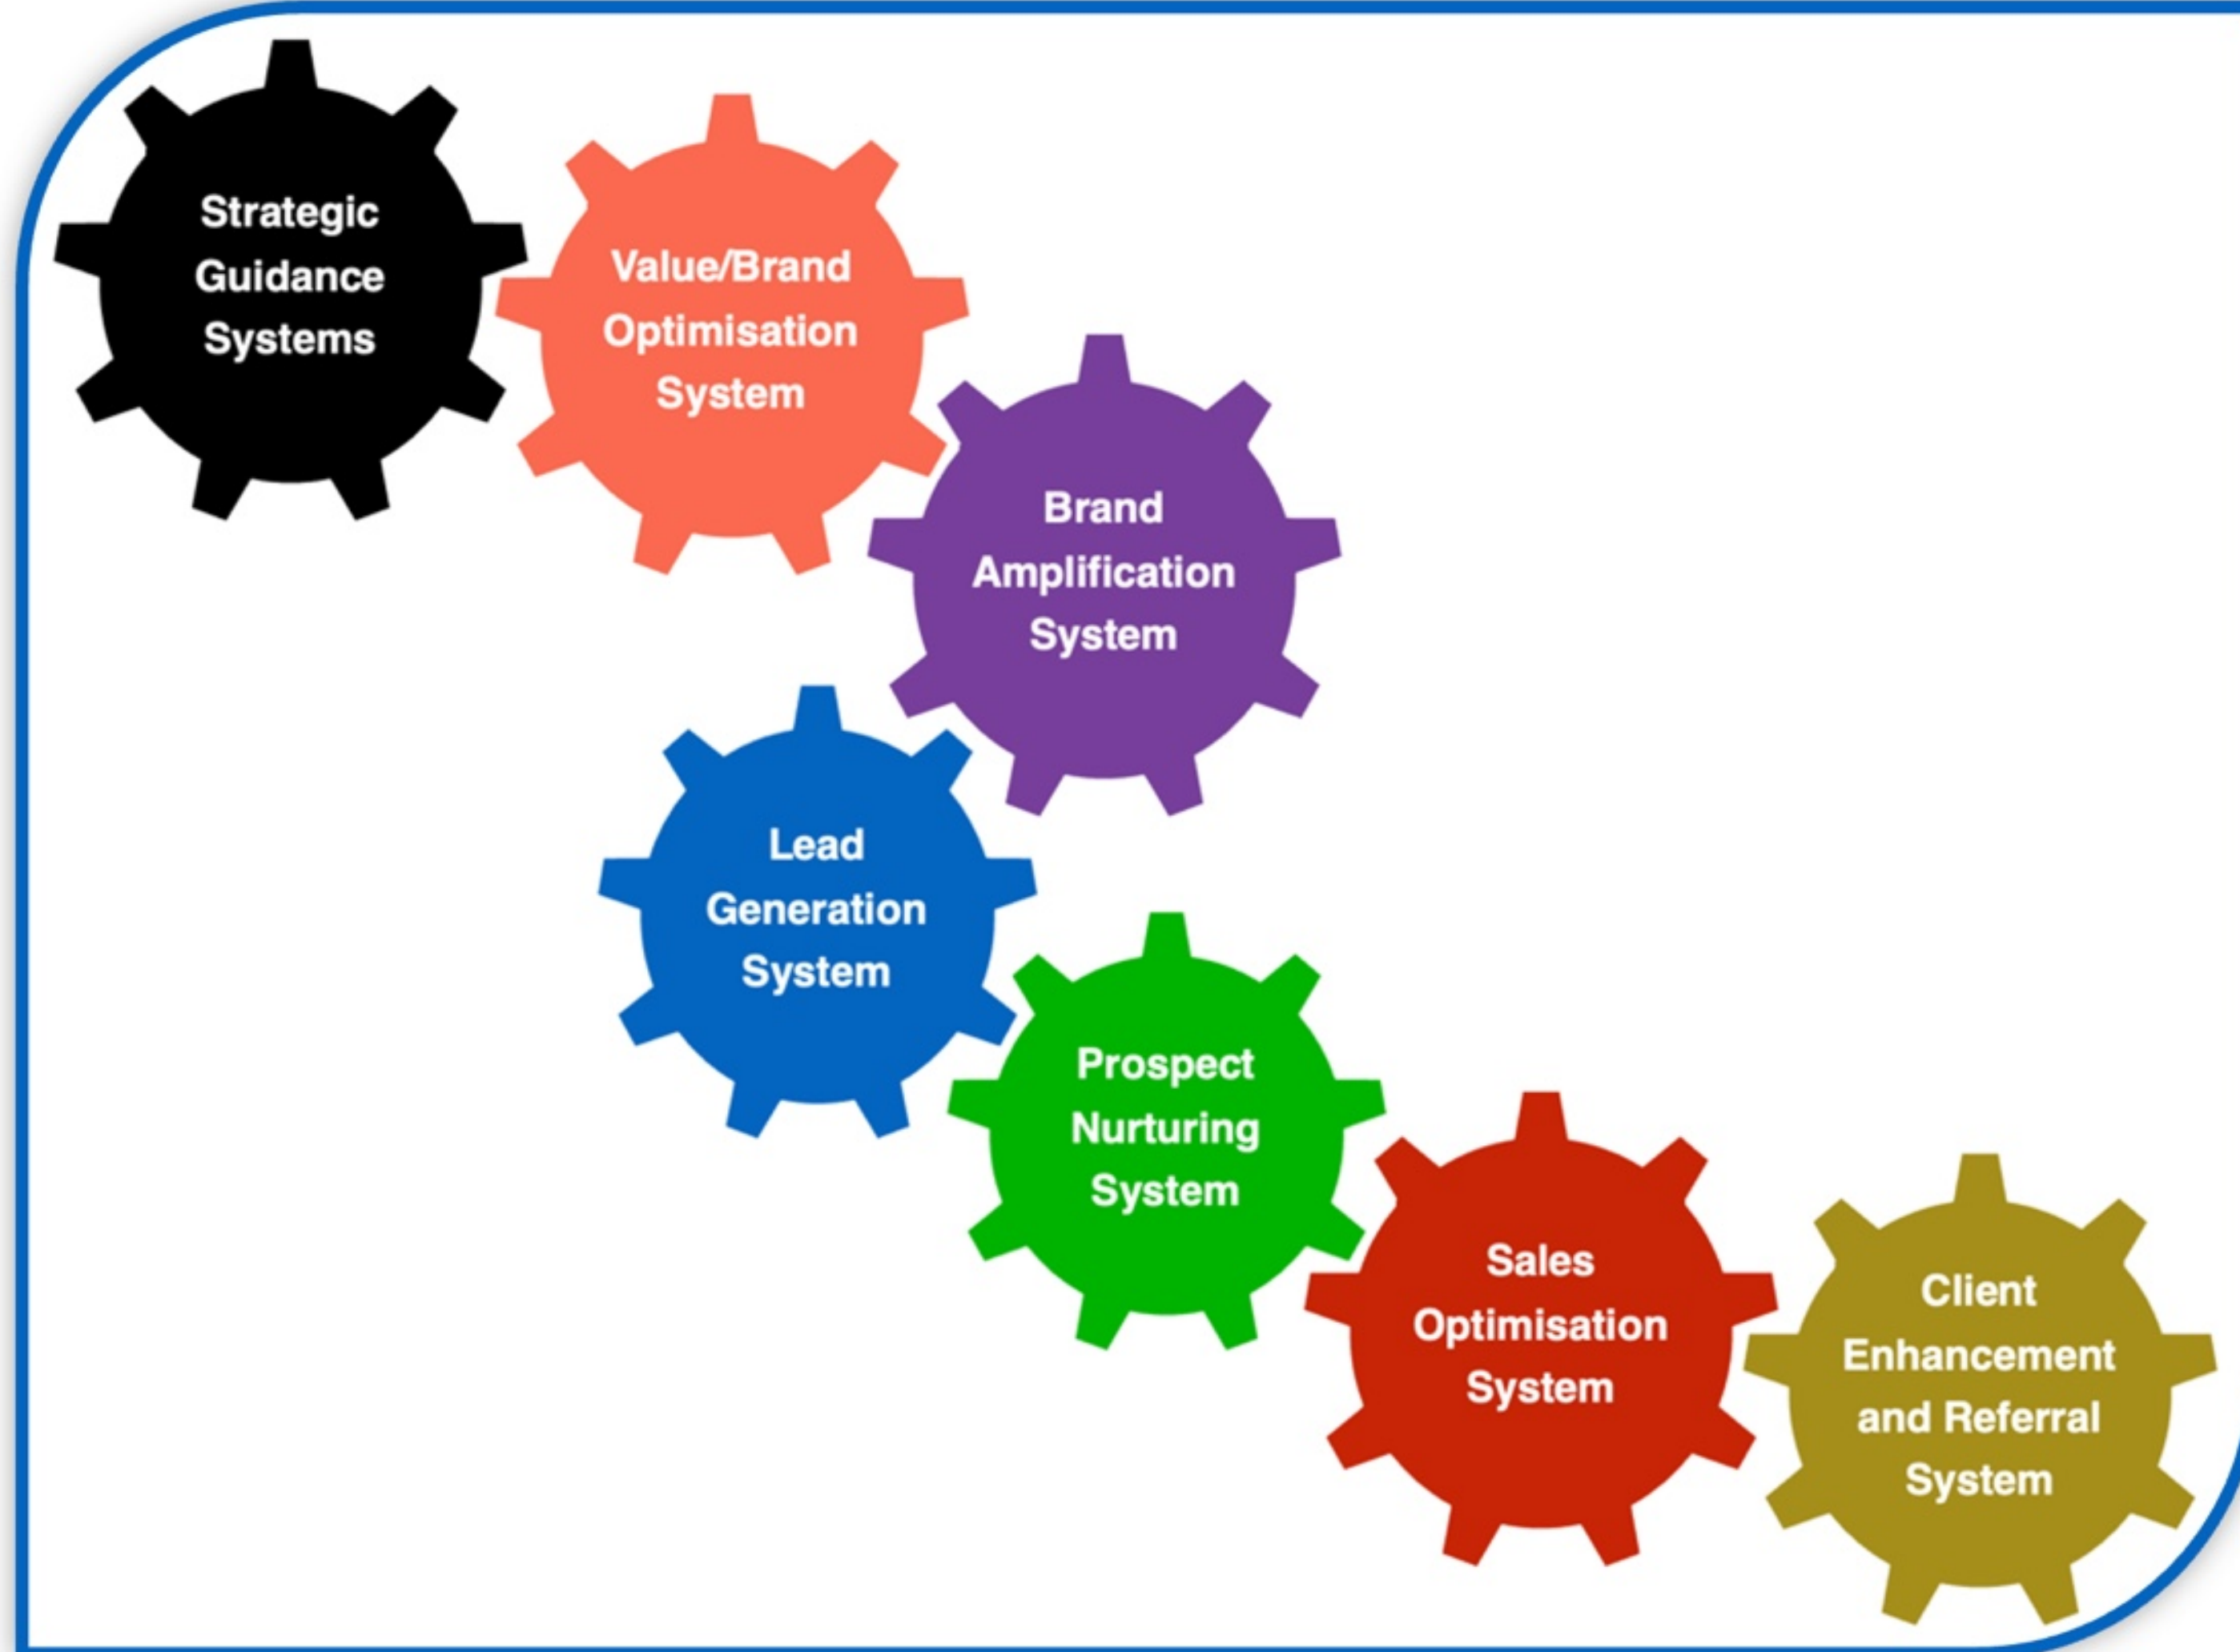 Strategic
Guidance
Systems
Value/Brand
Optimisation
System
Brand
Amplification
System
Lead
Generation
System
Prospect
Nurturing
System
Sales
Optimisation
System
Client
Enhancement
and Referral
System